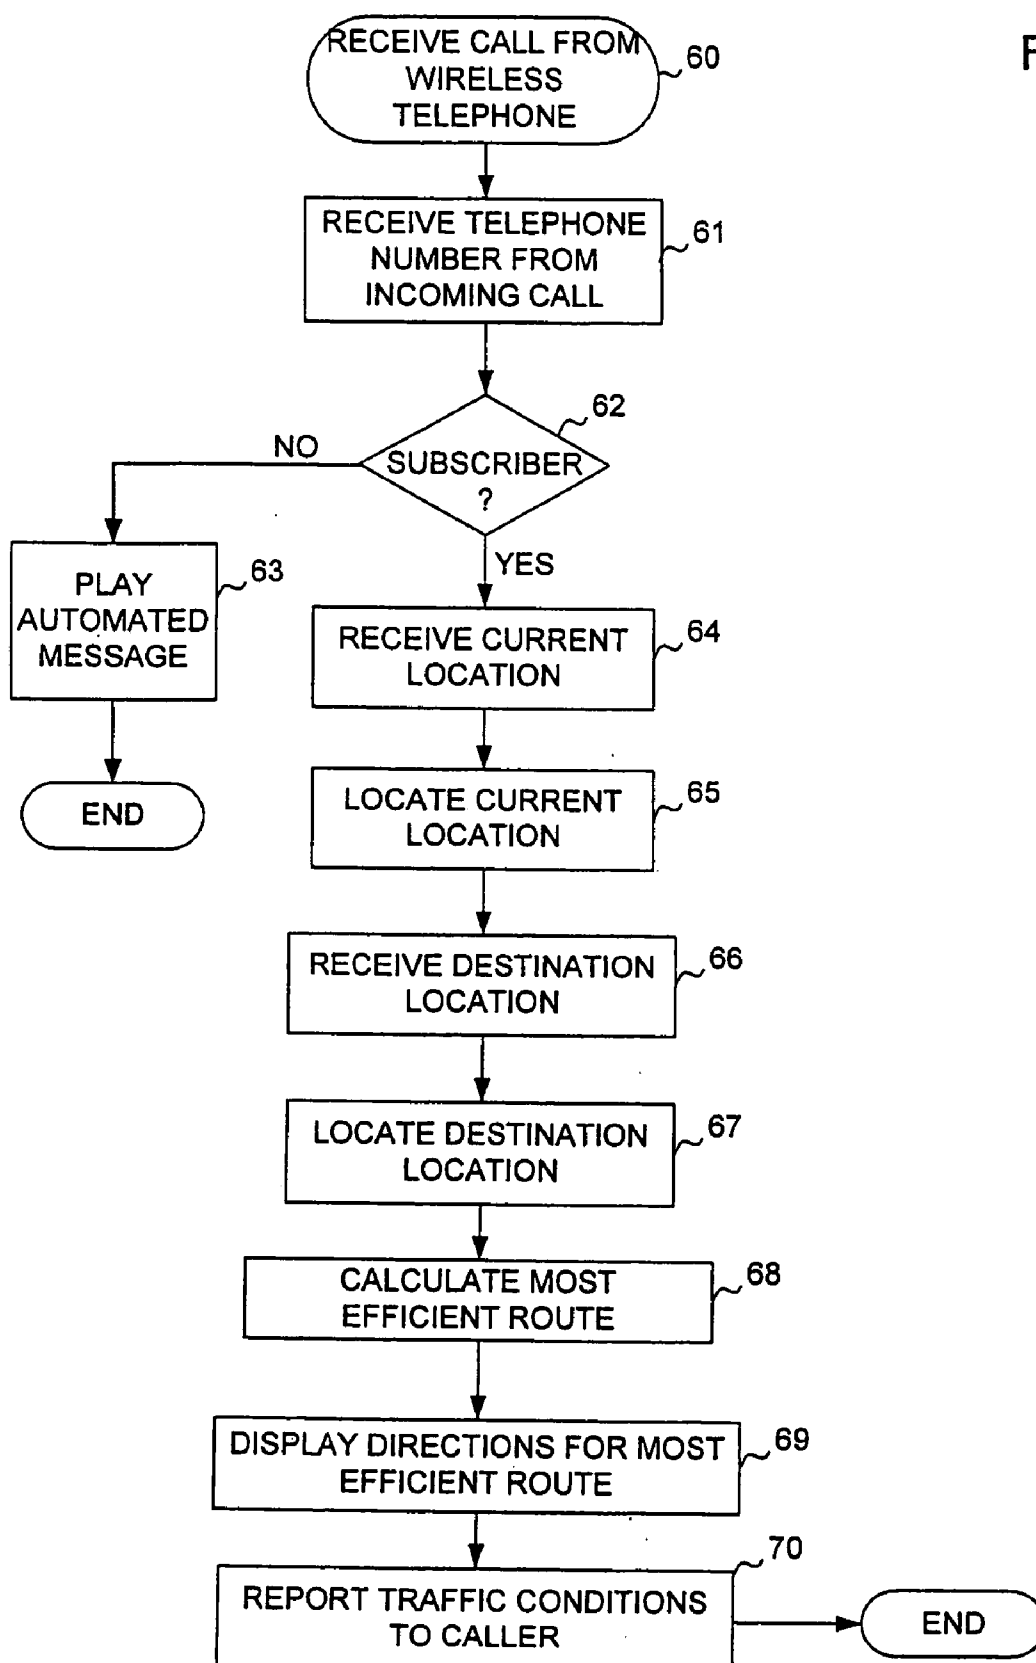 RECEIVE CALL FROM
WIRELESS
TELEPHONE
60
F
RECEIVE TELEPHONE
NUMBER FROM
INCOMING CALL
61
SUBSCRIBER
?
62
NO
YES
PLAY
AUTOMATED
MESSAGE
63
END
RECEIVE CURRENT
LOCATION
64
LOCATE CURRENT
LOCATION
65
RECEIVE DESTINATION
LOCATION
66
LOCATE DESTINATION
LOCATION
67
CALCULATE MOST
EFFICIENT ROUTE
68
DISPLAY DIRECTIONS FOR MOST
EFFICIENT ROUTE
69
REPORT TRAFFIC CONDITIONS
TO CALLER
70
END